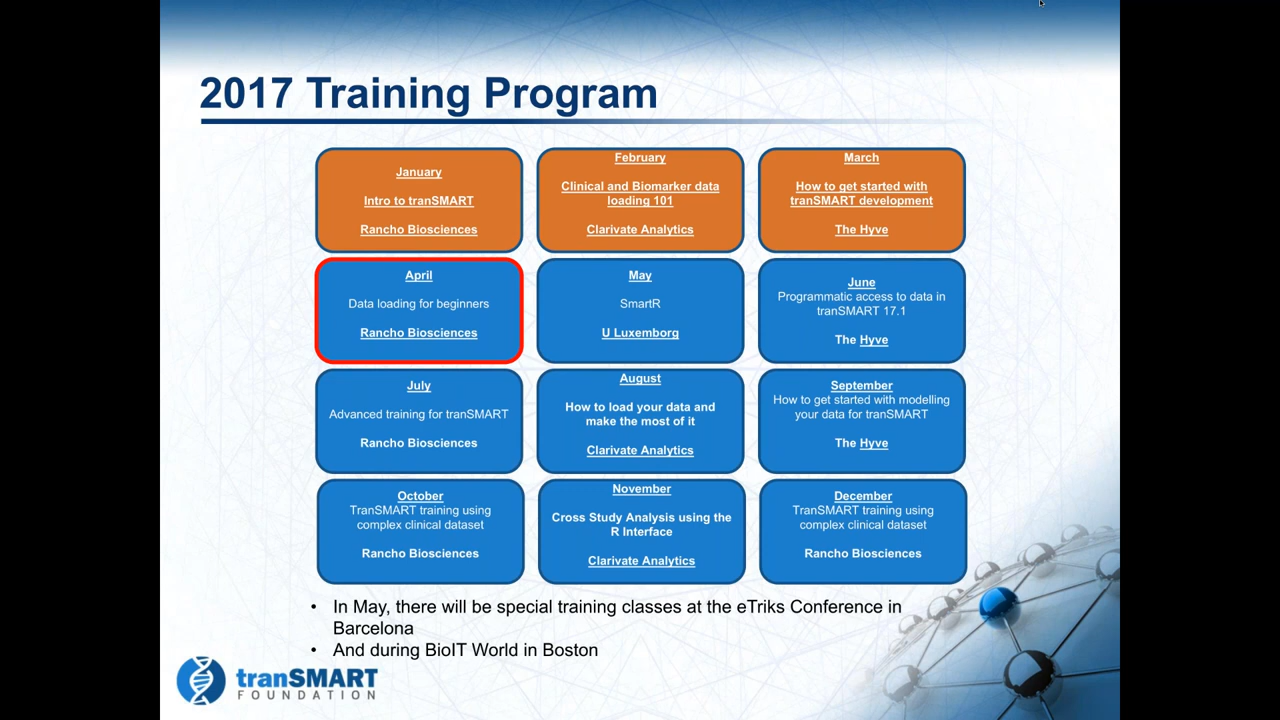 2017 Training Program
January
Intro to tranSMART
Rancho Biosciences
February
Clinical and Biomarker data
loading 101
Clarivate Analytics
March
How to get started with
tranSMART development
The Hyve
April
Data loading for beginners
Rancho Biosciences
May
SmartR
U Luxemborg
June
Programmatic access to data in
tranSMART 17.1
The Hyve
July
Advanced training for tranSMART
Rancho Biosciences
August
How to load your data and
make the most of it
Clarivate Analytics
September
How to get started with modelling
your data for tranSMART
The Hyve
October
TranSMART training using
complex clinical dataset
Rancho Biosciences
November
Cross Study Analysis using the
R Interface
Clarivate Analytics
December
TranSMART training using
complex clinical dataset
Rancho Biosciences
• In May, there will be special training classes at the eTriks Conference in
Barcelona
• And during BioIT World in Boston
tranSMART
FOUNDATION